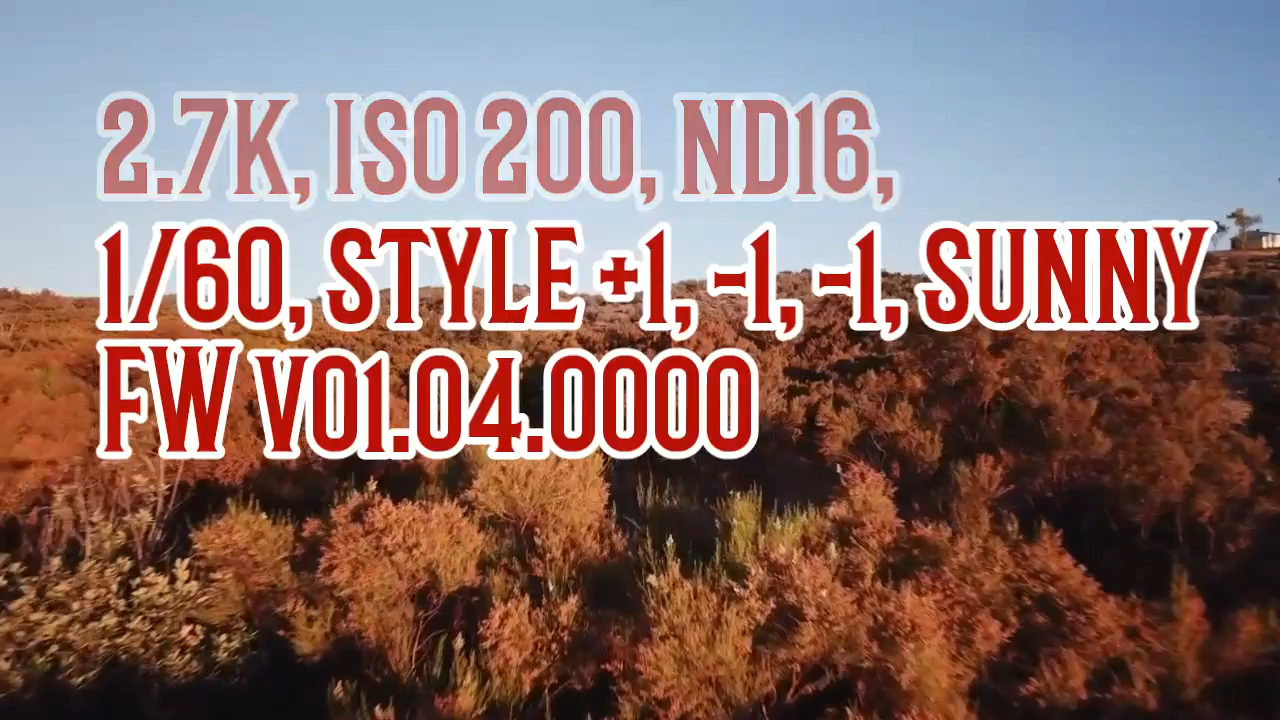 2.7K, ISO 200, ND16,
1/60, STYLE +1, -1, -1, SUNNY
FW V01.04.0000